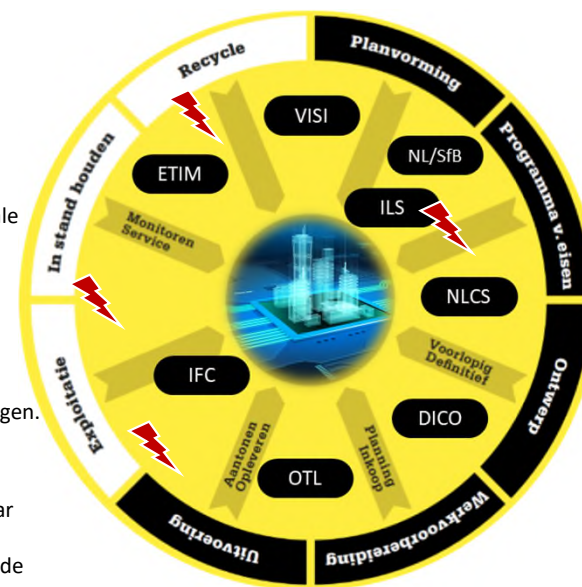 Recycle
Planvorming
Programma v. eisen
Ontwerp
Werkvoorbereiding
Uitvoering
Exploitatie
In stand houden
VISI
NL/SfB
ILS
NLCS
DICO
OTL
IFC
ETIM
Monitoren
Service
Voorlopig
Definitief
Planning
Inkoop
Aantonen
Opleveren
ale
gen.
ar
de